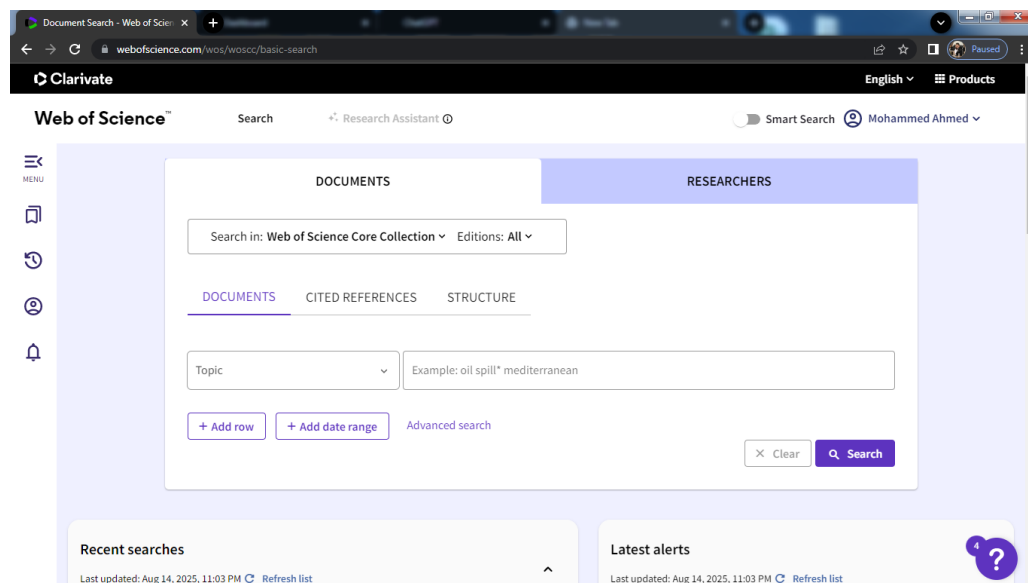 Document Search - Web of Scien
webofscience.com/wos/woscc/basic-search
Paused
Clarivate
English
Products
Web of Science™
Search
Research Assistant
Smart Search
Mohammed Ahmed
MENU
DOCUMENTS
RESEARCHERS
Search in: Web of Science Core Collection Editions: All
DOCUMENTS
CITED REFERENCES
STRUCTURE
Topic
Example: oil spill* mediterranean
+ Add row
+ Add date range
Advanced search
× Clear
Search
Recent searches
Last updated: Aug 14, 2025, 11:03 PM Refresh list
Latest alerts
Last updated: Aug 14, 2025, 11:03 PM Refresh list
4
?